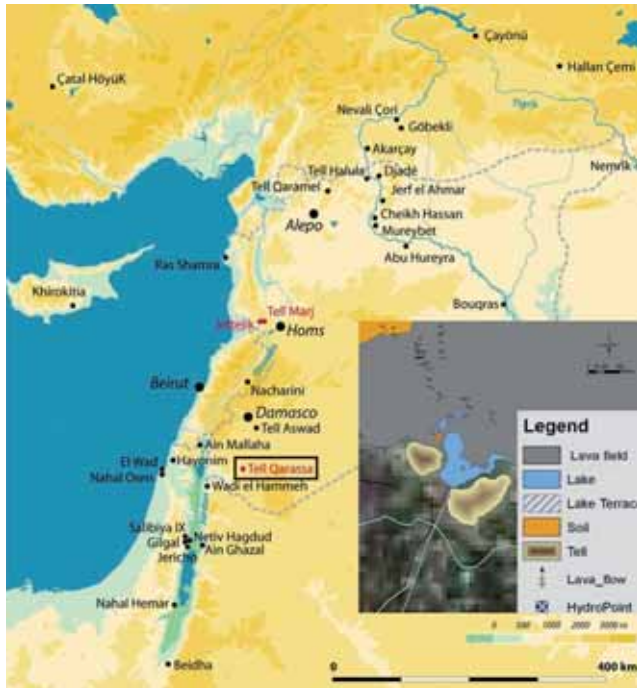 Çayönü
Çatal HöyüK
Hallan Çemi
Tigris
Nevali Çori
Göbekli
Akarçay
Nemrik
Tell Halula
Djadé
Tell Qaramel
Jerf el Ahmar
Alepo
Cheikh Hassan
Mureybet
Ras Shamra
Abu Hureyra
Khirokitia
Bouqras
Tell Marj
Homs
Beirut
Nacharini
Damasco
Tell Aswad
Ain Mallaha
El Wad
Hayonim
Nahal Oren
Tell Qarassa
Wadi el Hammeh
Salibiya IX
Netiv Hagdud
Gilgal
Ain Ghazal
Jericho
Nahal Hemar
Beidha
Legend
Lava field
Lake
Lake Terrace
Soil
Tell
Lava_flow
HydroPoint
0 500 1000 2000 3000 m
0 400 km